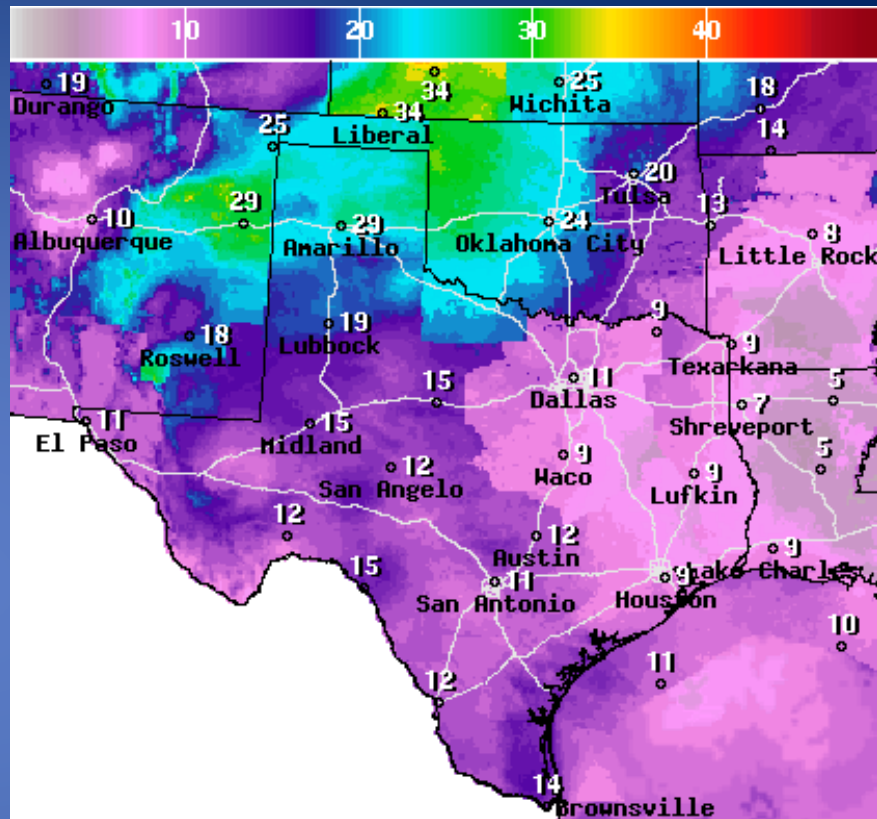 10 20 30 40
19
Durango
34
25
Wichita
18
34
Liberal
14
25
20
Tulsa
13
10
Albuquerque
29
29
Amarillo
24
Oklahoma City
8
Little Rock
18
Roswell
19
Lubbock
9
9
Texarkana
11
Dallas
15
5
7
Shreveport
11
El Paso
15
Midland
12
San Angelo
9
Waco
9
Lufkin
5
12
12
Austin
9
Lake Charles
15
11
San Antonio
9
Houston
10
11
12
14
Brownsville